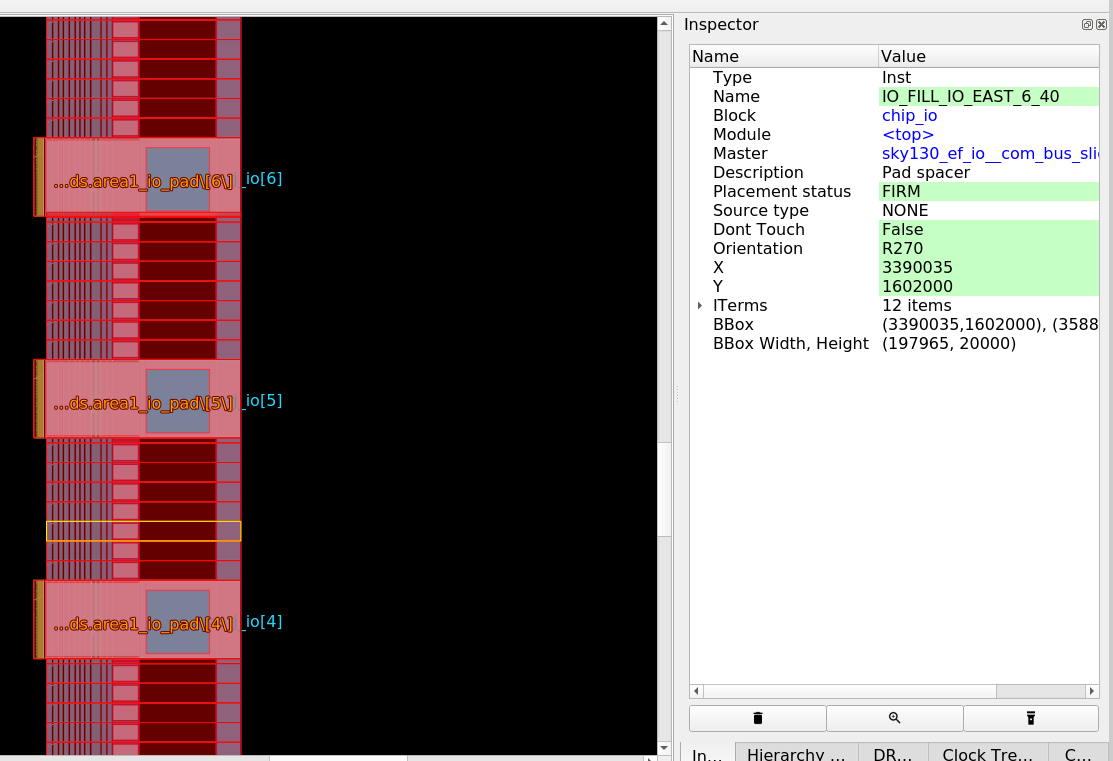 Inspector
Name Value
Type Inst
Name IO_FILL_IO_EAST_6_40
Block chip_io
Module <top>
Master sky130_ef_io__com_bus_sli
Description Pad spacer
Placement status FIRM
Source type NONE
Dont Touch False
Orientation R270
X 3390035
Y 1602000
ITerms 12 items
BBox (3390035,1602000), (3588
BBox Width, Height (197965, 20000)
...ds.area1_io_pad\[6\] _io[6]
...ds.area1_io_pad\[5\] _io[5]
...ds.area1_io_pad\[4\] _io[4]
In... Hierarchy ... DR... Clock Tre... C...